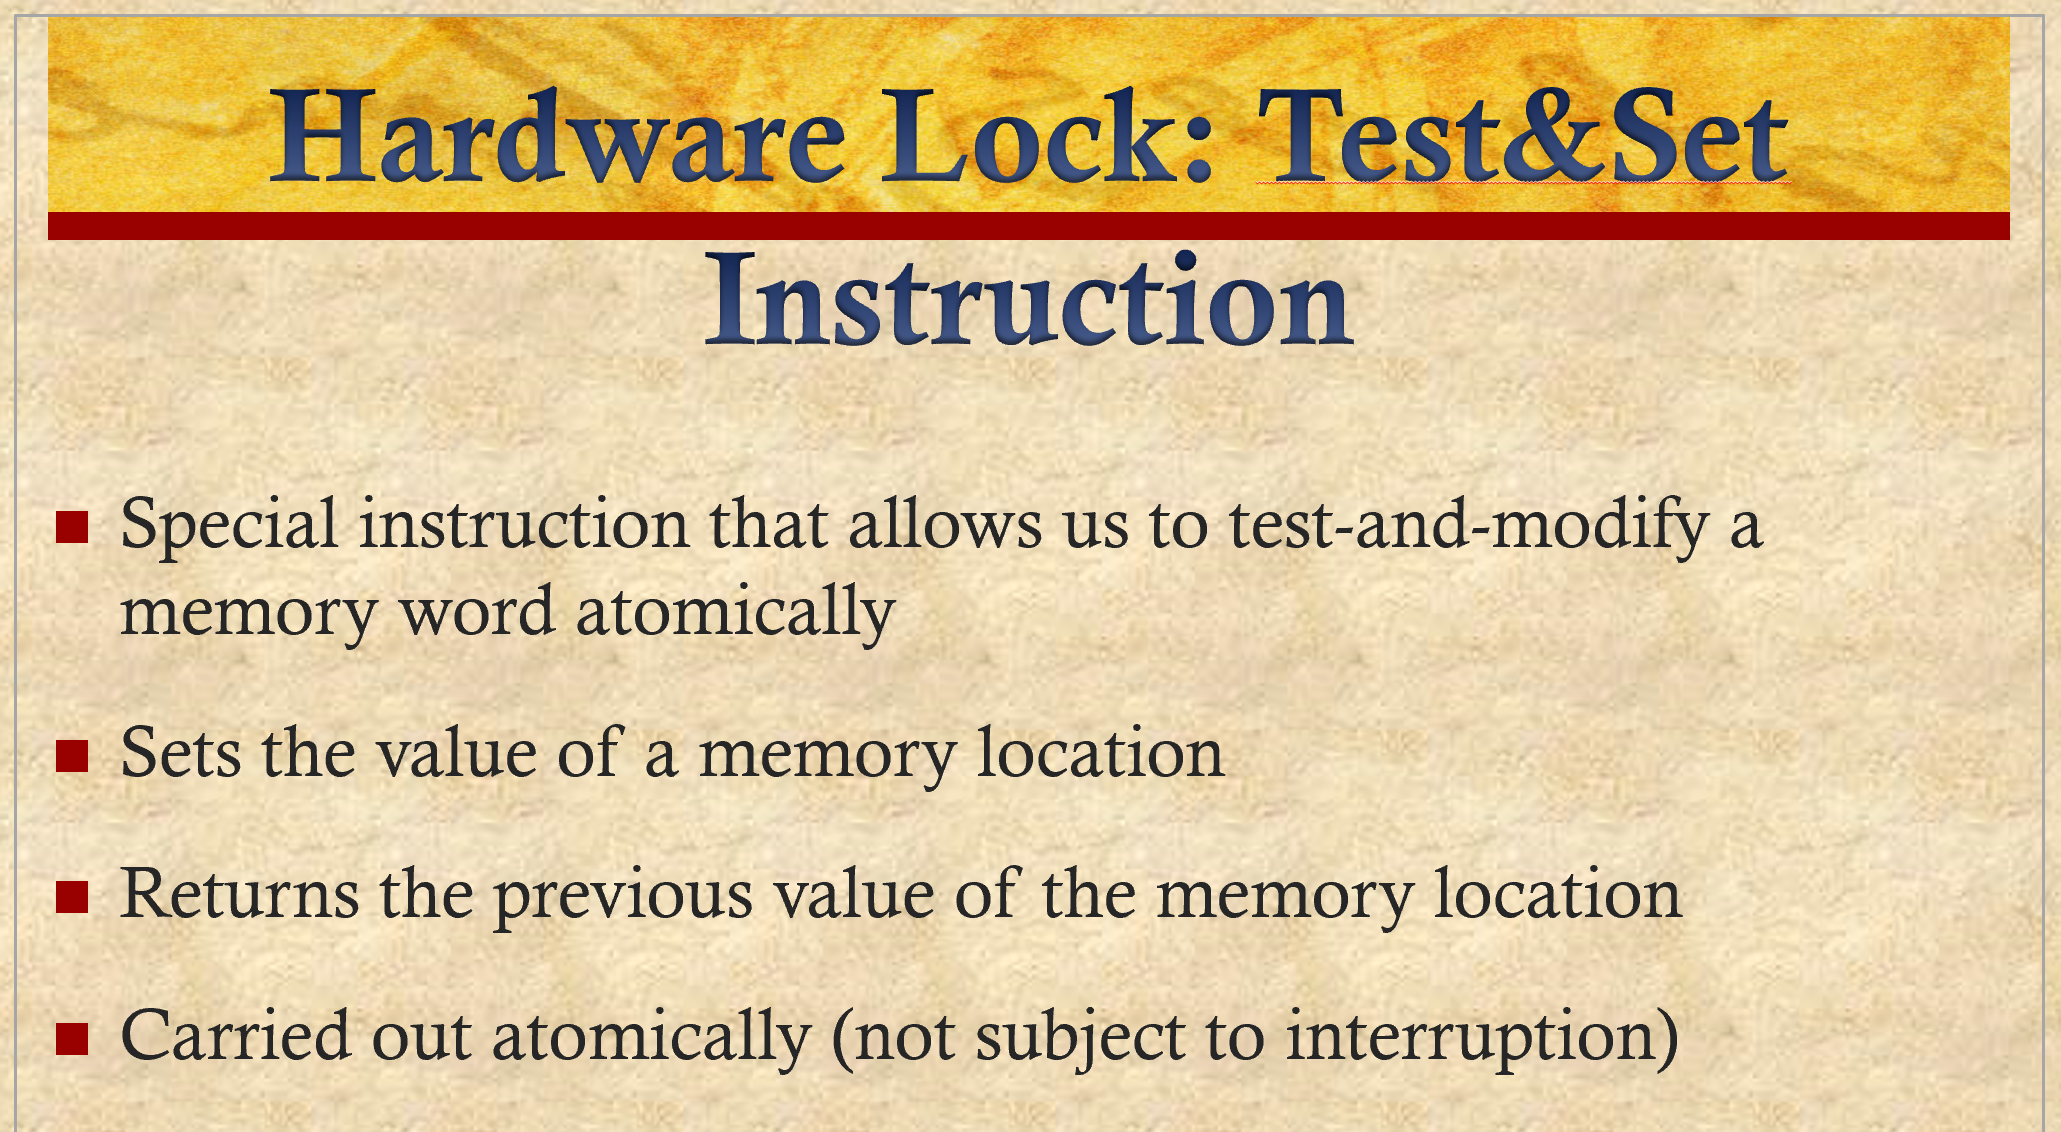 Hardware Lock: Test&Set
Instruction
Special instruction that allows us to test-and-modify a
memory word atomically
Sets the value of a memory location
Returns the previous value of the memory location
Carried out atomically (not subject to interruption)